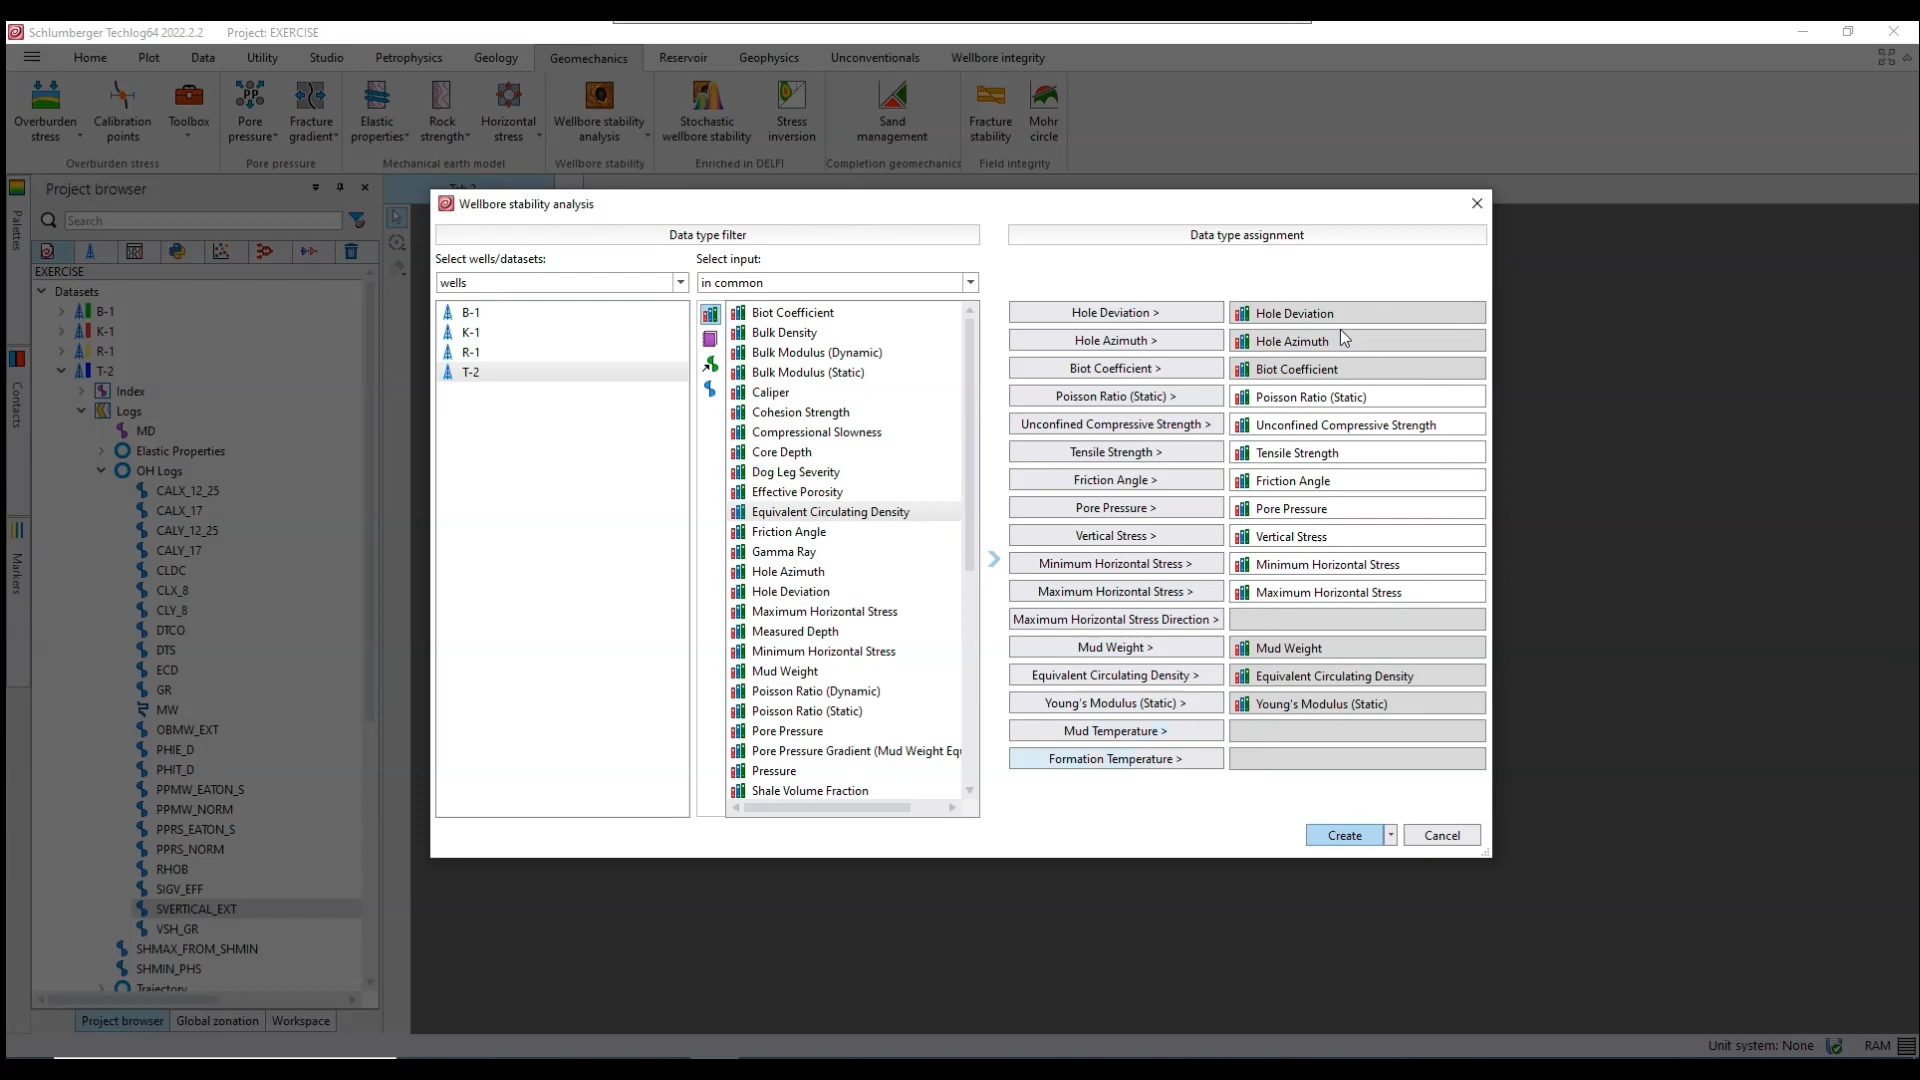 Schlumberger Techlog64 2022.2.2 Project: EXERCISE
Home Plot Data Utility Studio Petrophysics Geology Geomechanics Reservoir Geophysics Unconventionals Wellbore integrity
Overburden stress
Calibration points
Toolbox
Pore pressure
Fracture gradient
Elastic properties
Rock strength
Horizontal stress
Wellbore stability analysis
Stochastic wellbore stability
Stress inversion
Sand management
Fracture stability
Mohr circle
Overburden stress Pore pressure Mechanical earth model Wellbore stability Enriched in DELFI Completion geomechanics Field integrity
Palettes
Contacts
Markers
Project browser
Search
EXERCISE
Datasets
B-1
K-1
R-1
T-2
Index
Logs
MD
Elastic Properties
OH Logs
CALX_12_25
CALX_17
CALY_12_25
CALY_17
CLDC
CLX_8
CLY_8
DTCO
DTS
ECD
GR
MW
OBMW_EXT
PHIE_D
PHIT_D
PPMW_EATON_S
PPMW_NORM
PPRS_EATON_S
PPRS_NORM
RHOB
SIGV_EFF
SVERTICAL_EXT
VSH_GR
SHMAX_FROM_SHMIN
SHMIN_PHS
Trajectory
Project browser Global zonation Workspace
Wellbore stability analysis
Data type filter
Select wells/datasets: Select input:
wells in common
B-1
K-1
R-1
T-2
Biot Coefficient
Bulk Density
Bulk Modulus (Dynamic)
Bulk Modulus (Static)
Caliper
Cohesion Strength
Compressional Slowness
Core Depth
Dog Leg Severity
Effective Porosity
Equivalent Circulating Density
Friction Angle
Gamma Ray
Hole Azimuth
Hole Deviation
Maximum Horizontal Stress
Measured Depth
Minimum Horizontal Stress
Mud Weight
Poisson Ratio (Dynamic)
Poisson Ratio (Static)
Pore Pressure
Pore Pressure Gradient (Mud Weight Eq
Pressure
Shale Volume Fraction
Data type assignment
Hole Deviation > Hole Deviation
Hole Azimuth > Hole Azimuth
Biot Coefficient > Biot Coefficient
Poisson Ratio (Static) > Poisson Ratio (Static)
Unconfined Compressive Strength > Unconfined Compressive Strength
Tensile Strength > Tensile Strength
Friction Angle > Friction Angle
Pore Pressure > Pore Pressure
Vertical Stress > Vertical Stress
Minimum Horizontal Stress > Minimum Horizontal Stress
Maximum Horizontal Stress > Maximum Horizontal Stress
Maximum Horizontal Stress Direction >
Mud Weight > Mud Weight
Equivalent Circulating Density > Equivalent Circulating Density
Young's Modulus (Static) > Young's Modulus (Static)
Mud Temperature >
Formation Temperature >
Create Cancel
Unit system: None RAM